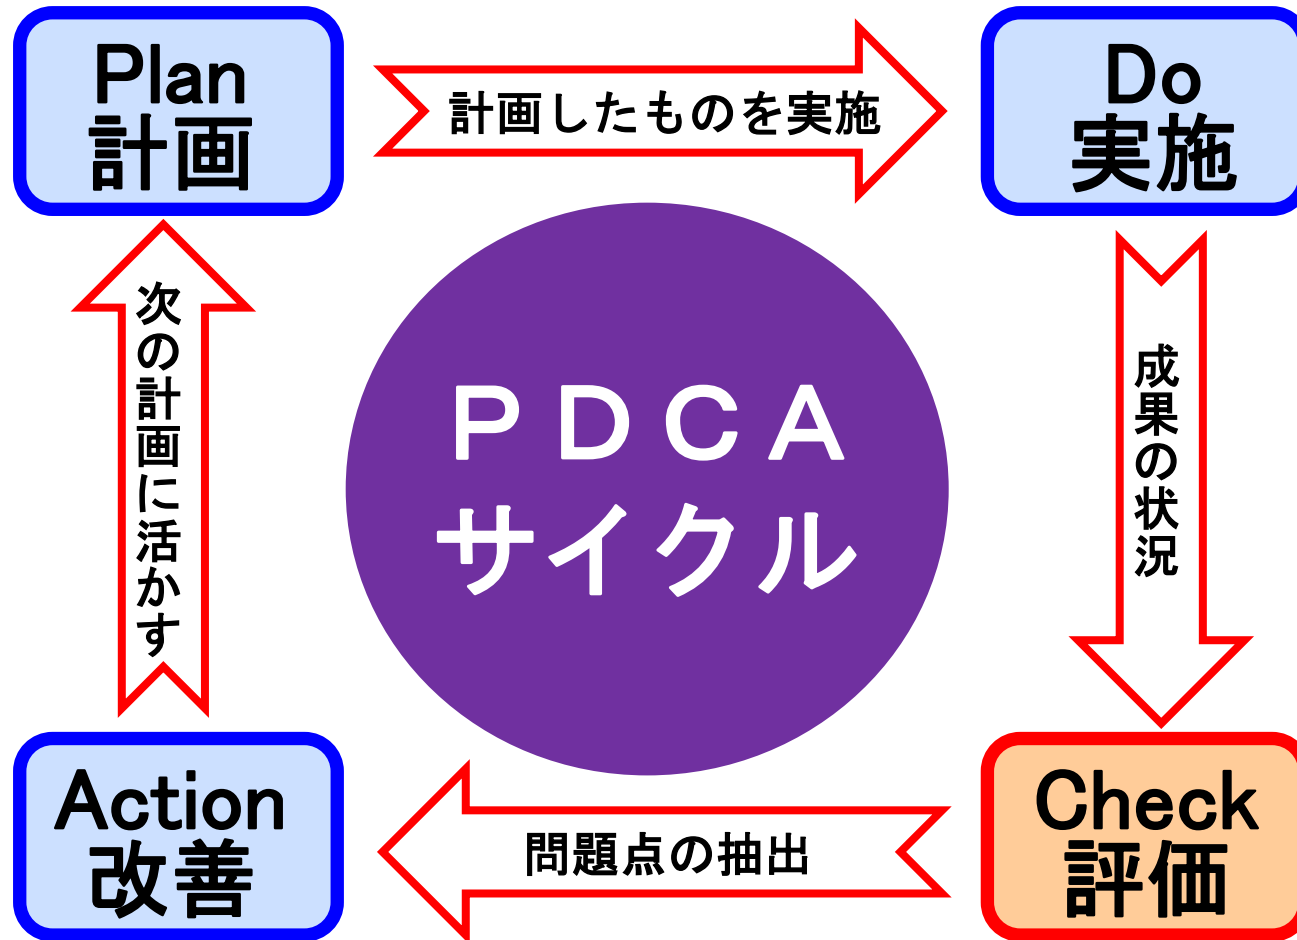 Plan
計画
計画したものを実施
Do
実施
次の計画に活かす
PDCA
サイクル
成果の状況
Action
改善
問題点の抽出
Check
評価